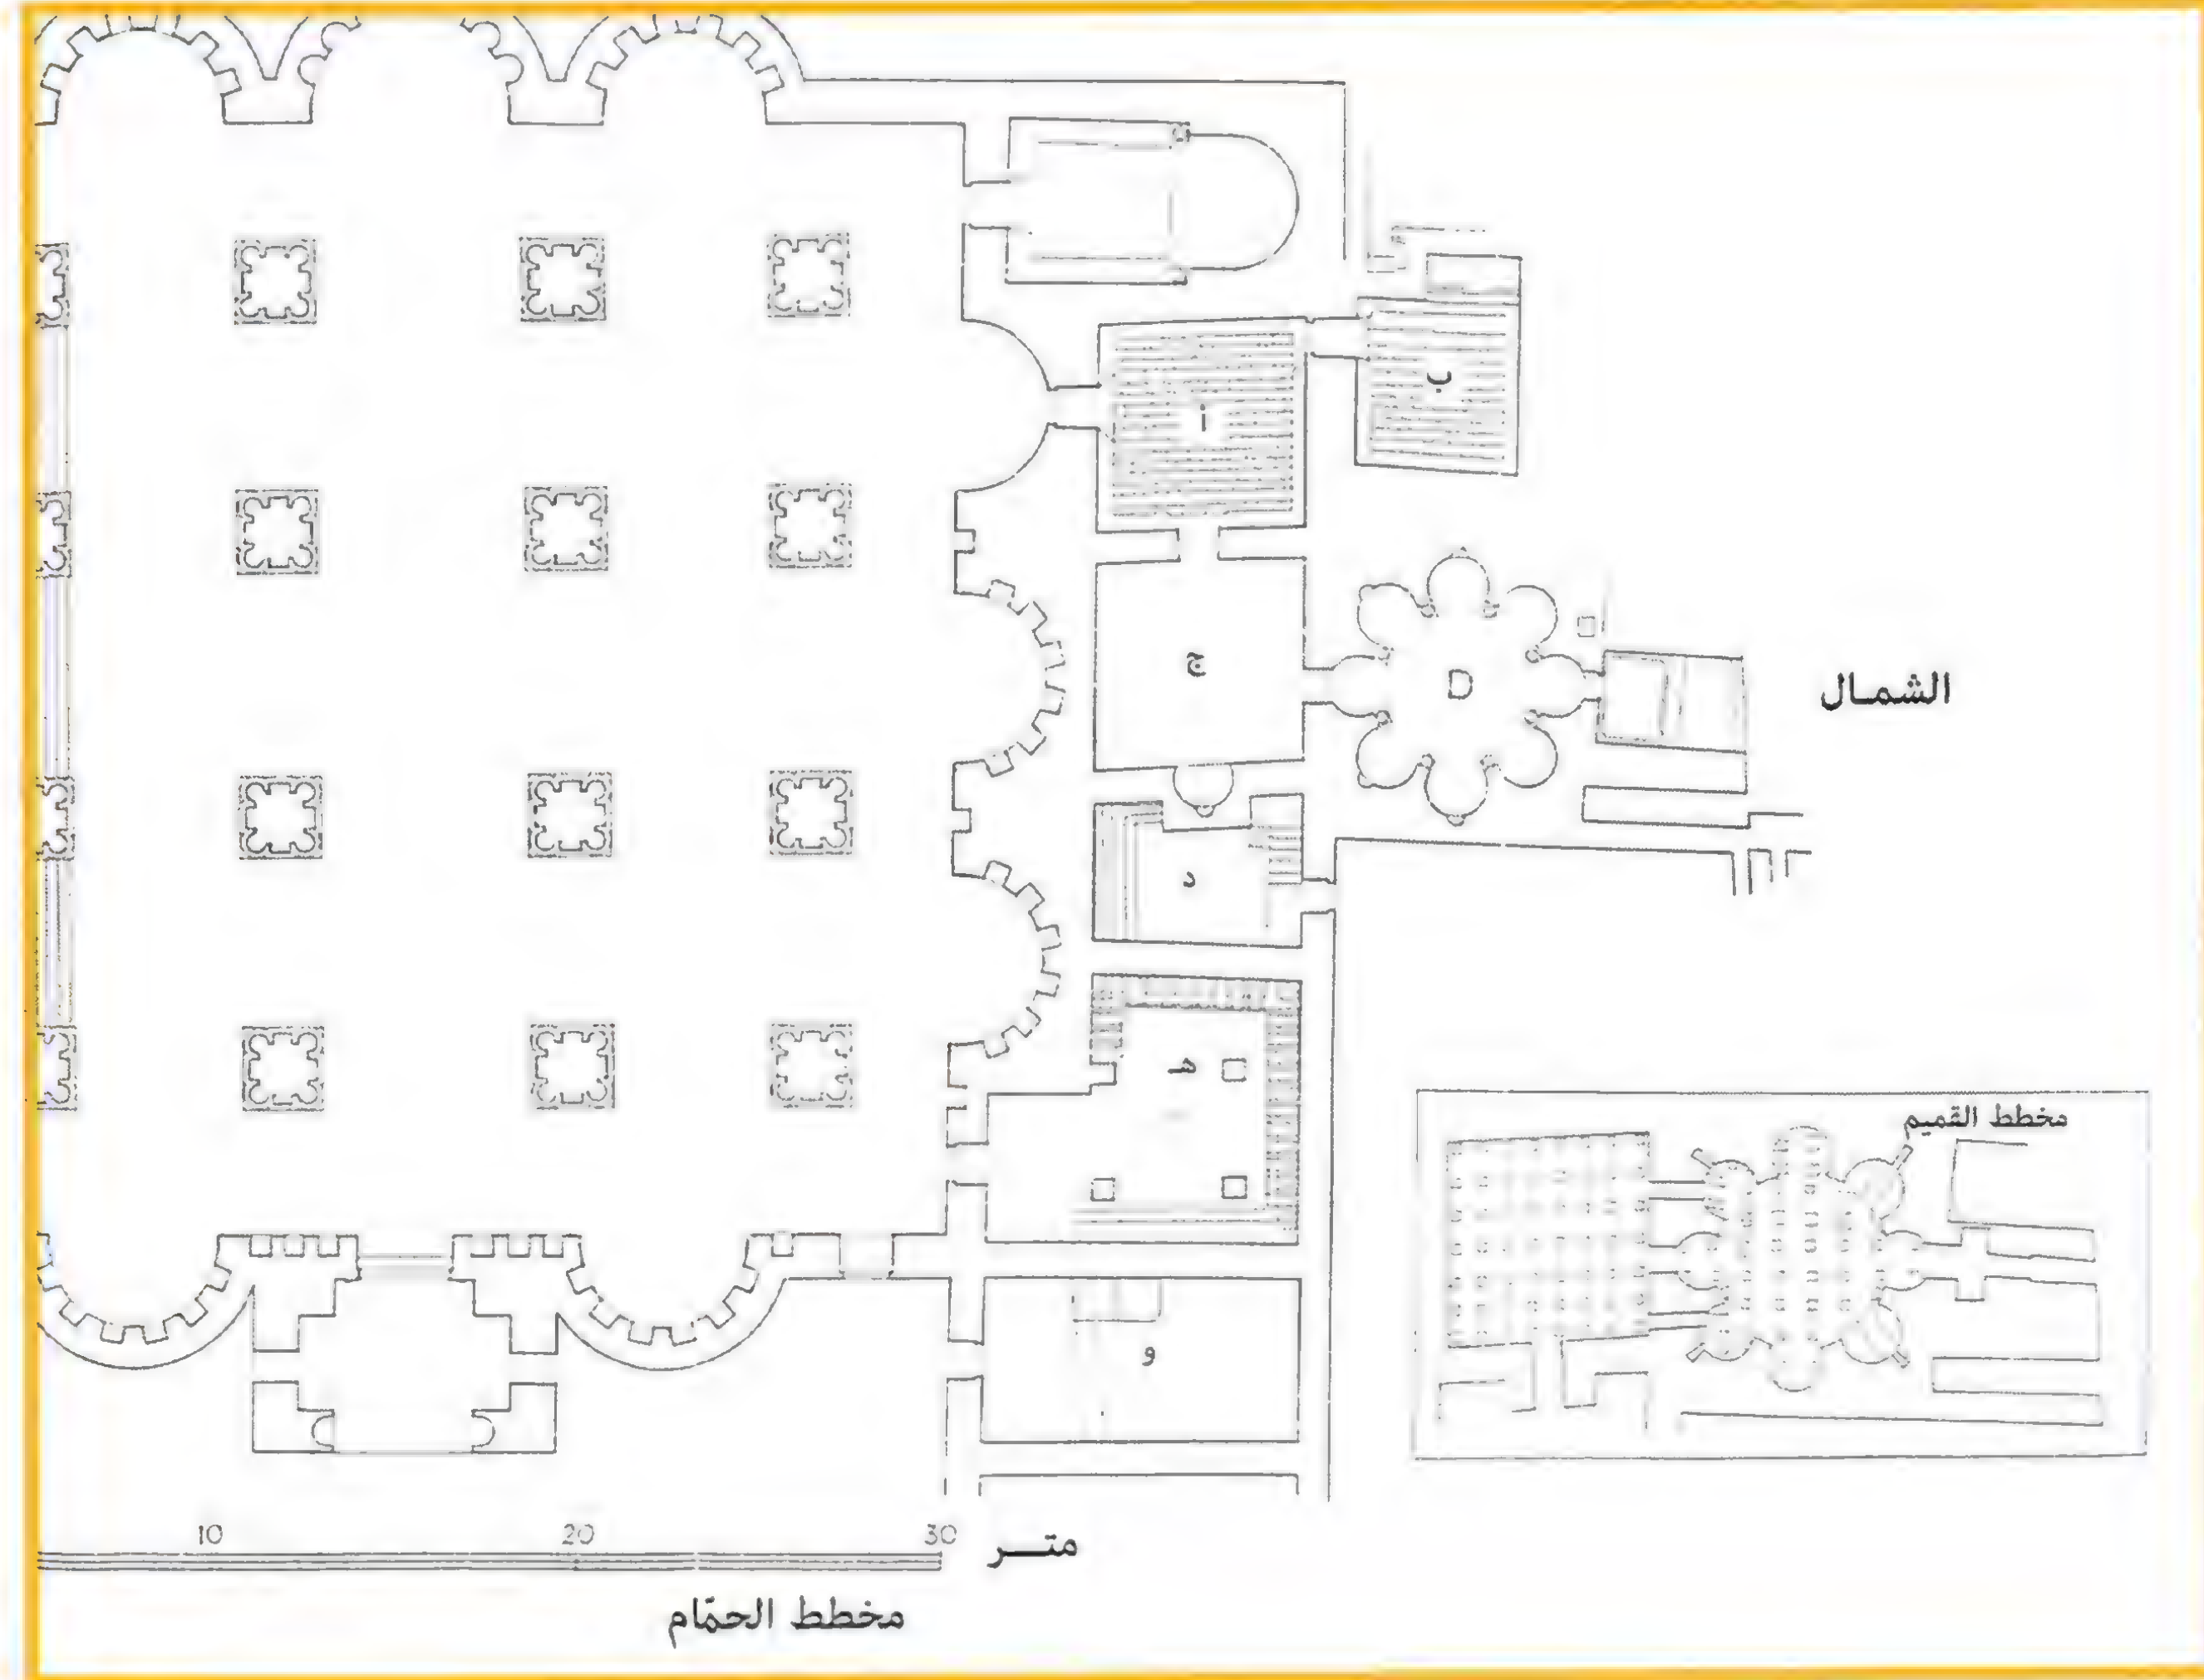 ب
أ
ج
D
الشمـال
د
هـ
مخطط القميم
و
10 20 30 متـــر
مخطط الحمّام